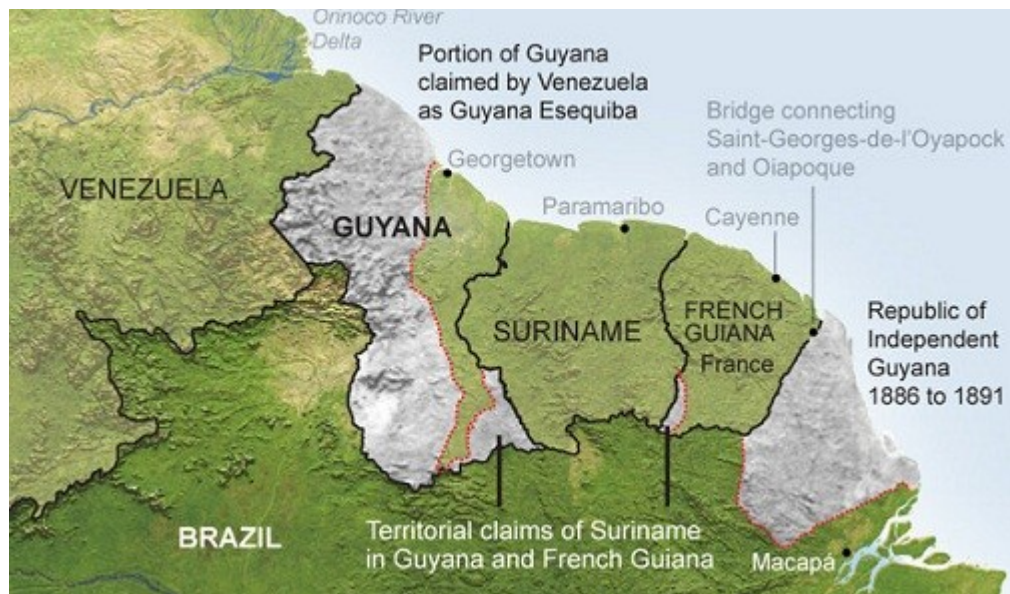 Orinoco River
Delta
Portion of Guyana
claimed by Venezuela
as Guyana Esequiba
Bridge connecting
Saint-Georges-de-l'Oyapock
and Oiapoque
Georgetown
VENEZUELA
Paramaribo
Cayenne
GUYANA
Republic of
Independent
Guyana
1886 to 1891
SURINAME
FRENCH
GUIANA
France
BRAZIL
Territorial claims of Suriname
in Guyana and French Guiana
Macapá